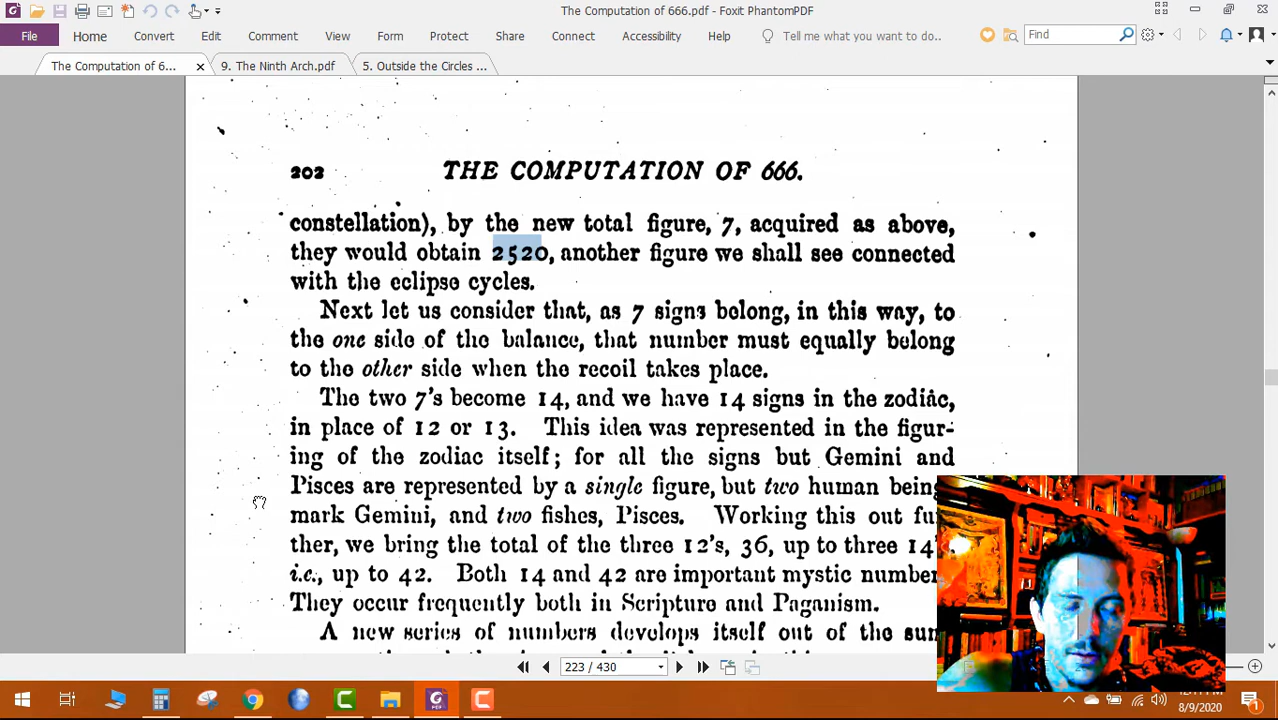 The Computation of 666.pdf - Foxit PhantomPDF
File Home Convert Edit Comment View Form Protect Share Connect Accessibility Help Tell me what you want to do.. Find
The Computation of 6... 9. The Ninth Arch.pdf 5. Outside the Circles ...
202 THE COMPUTATION OF 666.
constellation), by the new total figure, 7, acquired as above,
they would obtain 2520, another figure we shall see connected
with the eclipse cycles.
Next let us consider that, as 7 signs belong, in this way, to
the one side of the balance, that number must equally belong
to the other side when the recoil takes place.
The two 7's become 14, and we have 14 signs in the zodiac,
in place of 12 or 13. This idea was represented in the figur-
ing of the zodiac itself; for all the signs but Gemini and
Pisces are represented by a single figure, but two human being
mark Gemini, and two fishes, Pisces. Working this out fur
ther, we bring the total of the three 12's, 36, up to three 14'
i.e., up to 42. Both 14 and 42 are important mystic number
They occur frequently both in Scripture and Paganism.
A new series of numbers develops itself out of the sum
223 / 430
8/9/2020